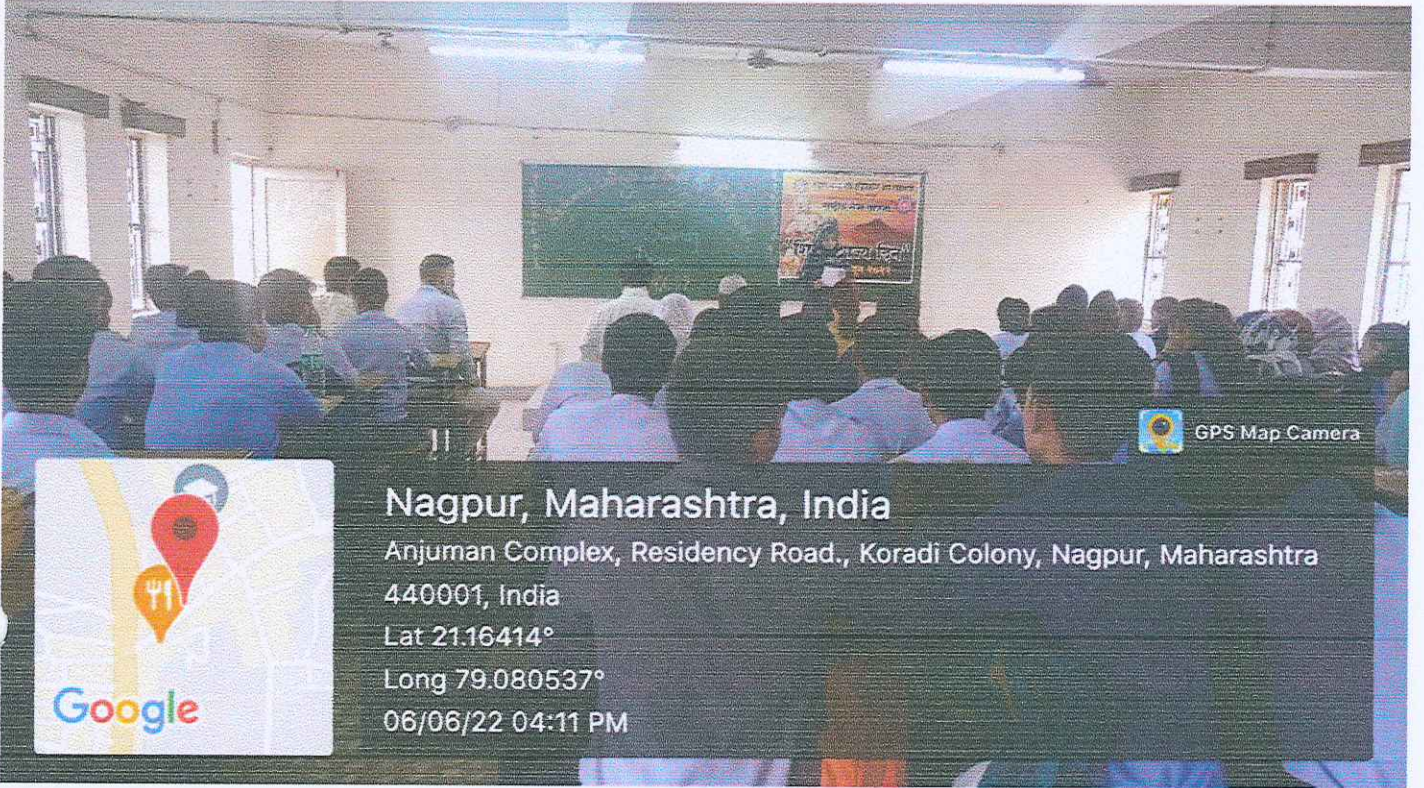 GPS Map Camera
Nagpur, Maharashtra, India
Anjuman Complex, Residency Road., Koradi Colony, Nagpur, Maharashtra
440001, India
Lat 21.16414°
Long 79.080537°
06/06/22 04:11 PM
Google